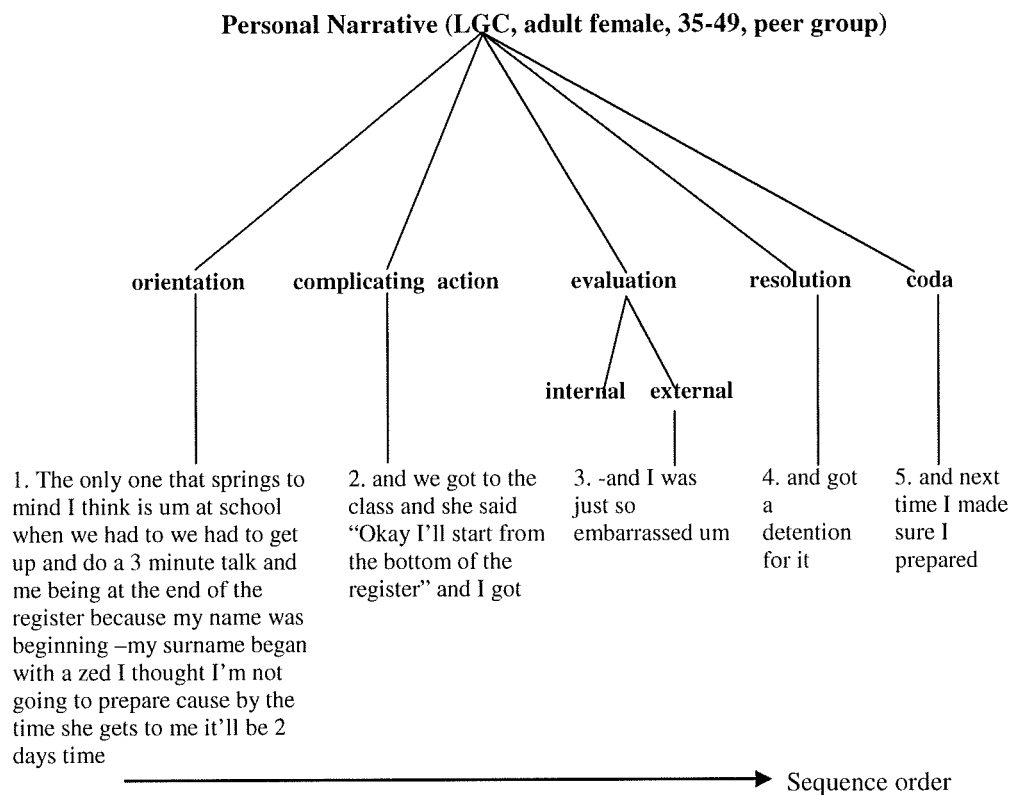 Personal Narrative (LGC, adult female, 35-49, peer group)
orientation
complicating action
evaluation
resolution
coda
internal
external
1. The only one that springs to
mind I think is um at school
when we had to we had to get
up and do a 3 minute talk and
me being at the end of the
register because my name was
beginning –my surname began
with a zed I thought I'm not
going to prepare cause by the
time she gets to me it'll be 2
days time
2. and we got to the
class and she said
“Okay I'll start from
the bottom of the
register” and I got
3. -and I was
just so
embarrassed um
4. and got
a
detention
for it
5. and next
time I made
sure I
prepared
Sequence order